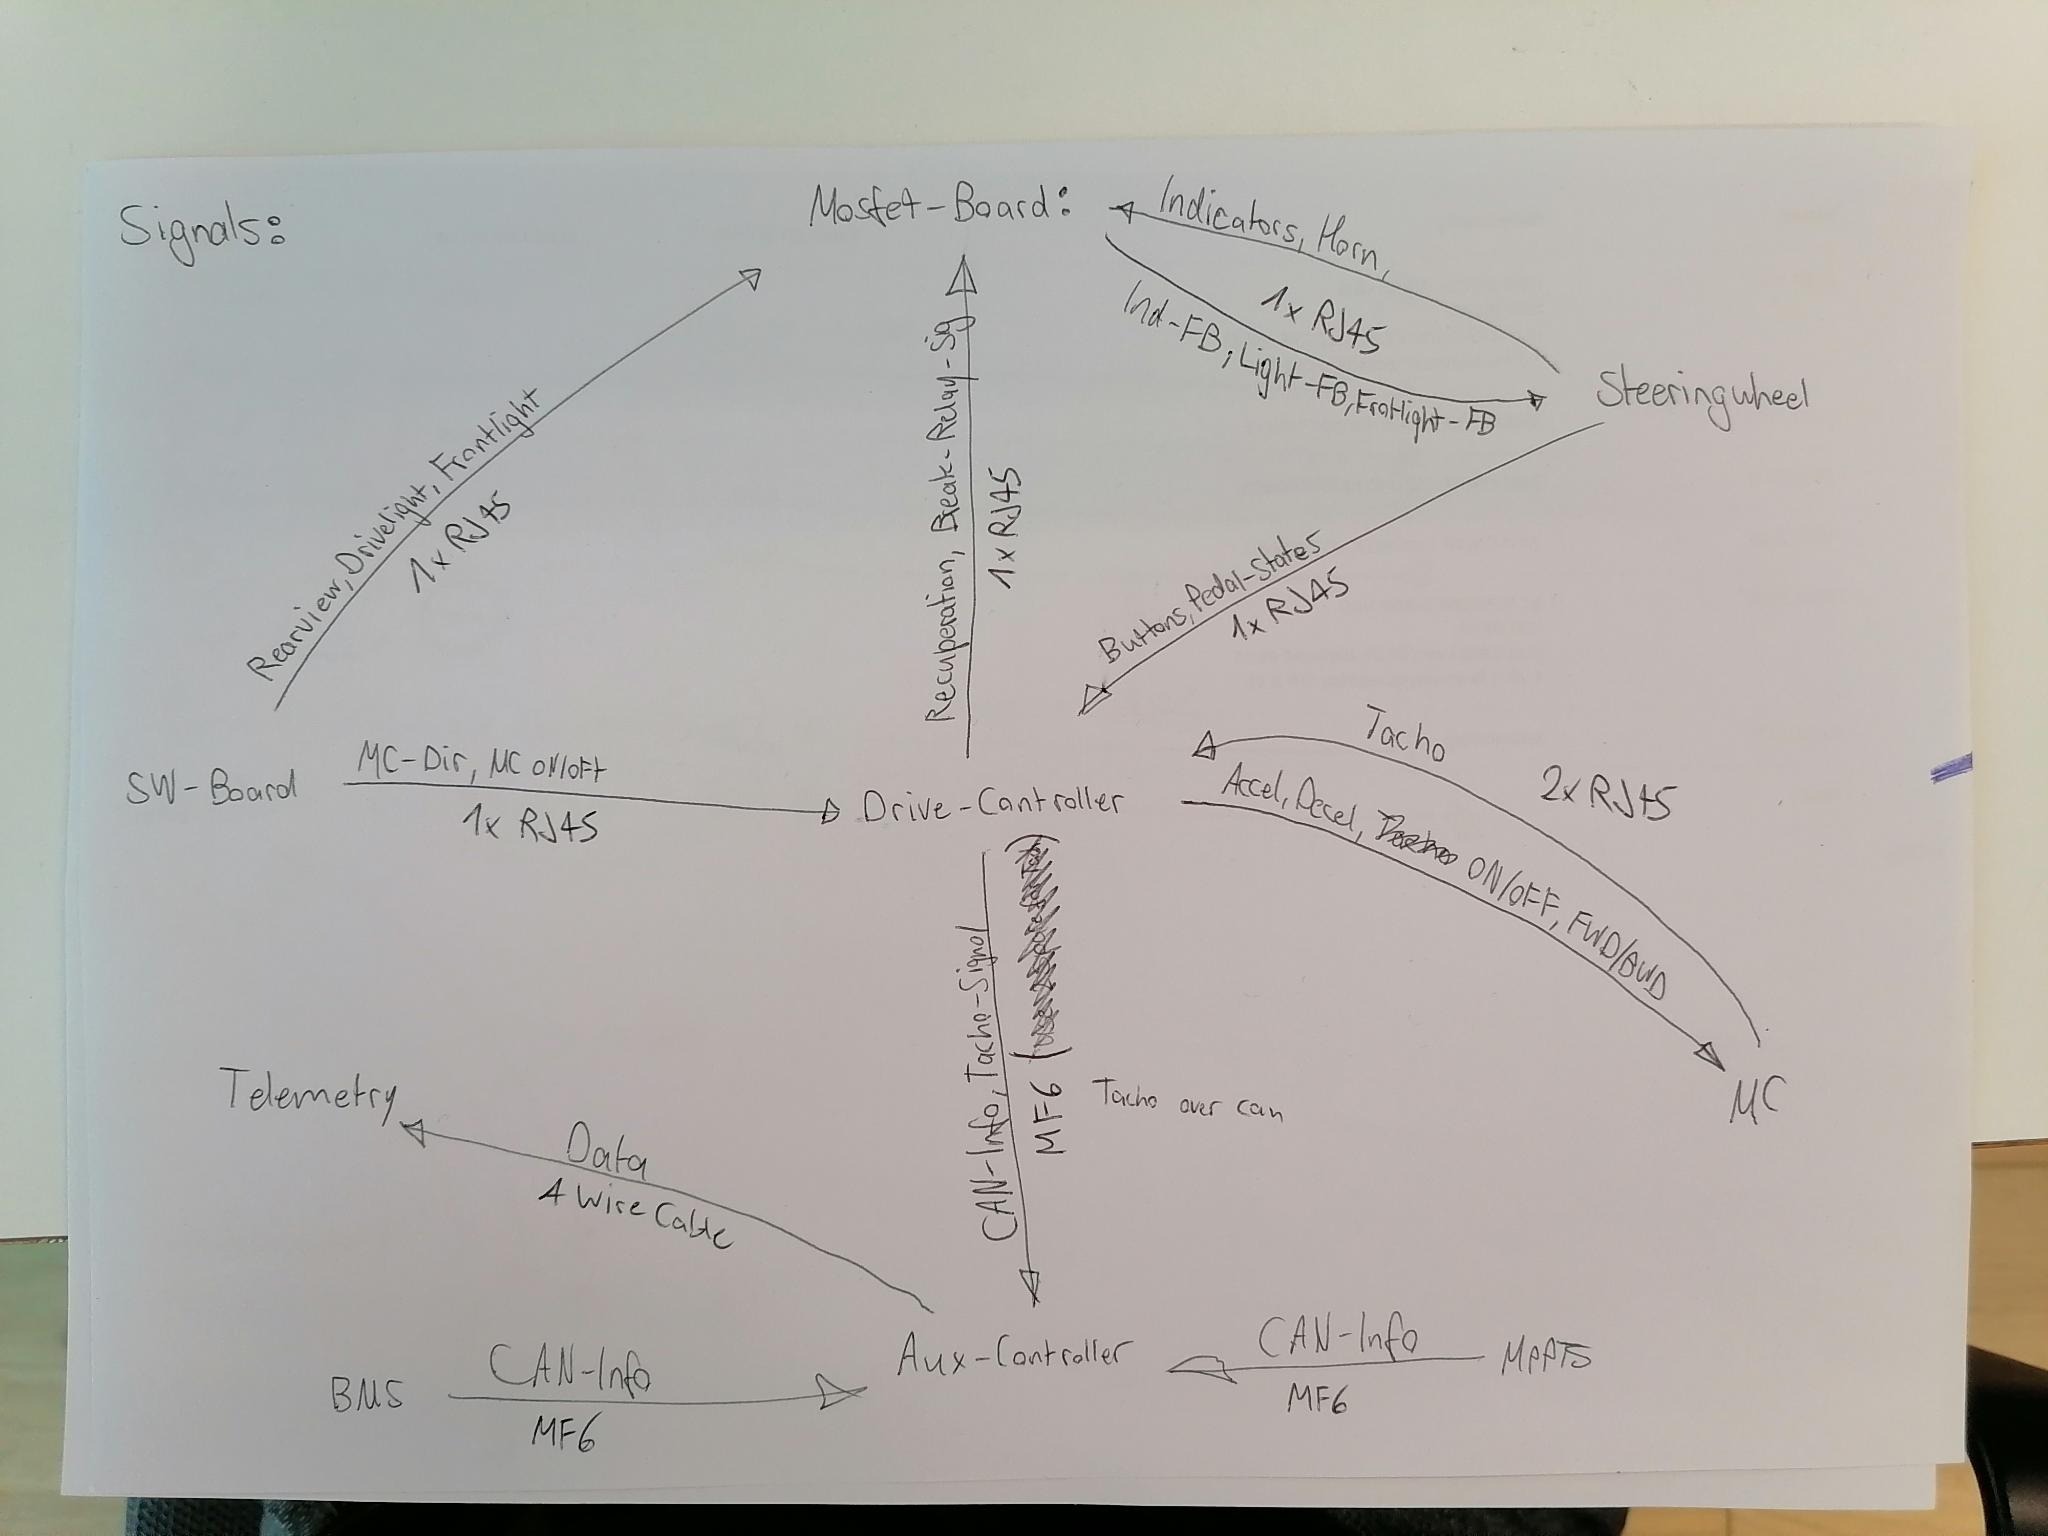 Signals:
Mosfet-Board:
Indicators, Horn,
1x RJ45
Ind-FB, Light-FB, Frotlight-FB
Steeringwheel
Rearview, Drivelight, Frontlight
1x RJ45
Recuperation, Break-Relay-Sig
1x RJ45
Buttons, Pedal-States
1x RJ45
SW-Board
MC-Dir, MC ON/OFF
1x RJ45
Drive-Controller
Tacho
2x RJ45
Accel, Decel, ON/OFF, FWD/BWD
MC
CAN-Info, Tacho-Signal
MF6
Tacho over can
Telemetry
Data
4 Wire Cable
Aux-Controller
BMS
CAN-Info
MF6
CAN-Info
MF6
MPPTS